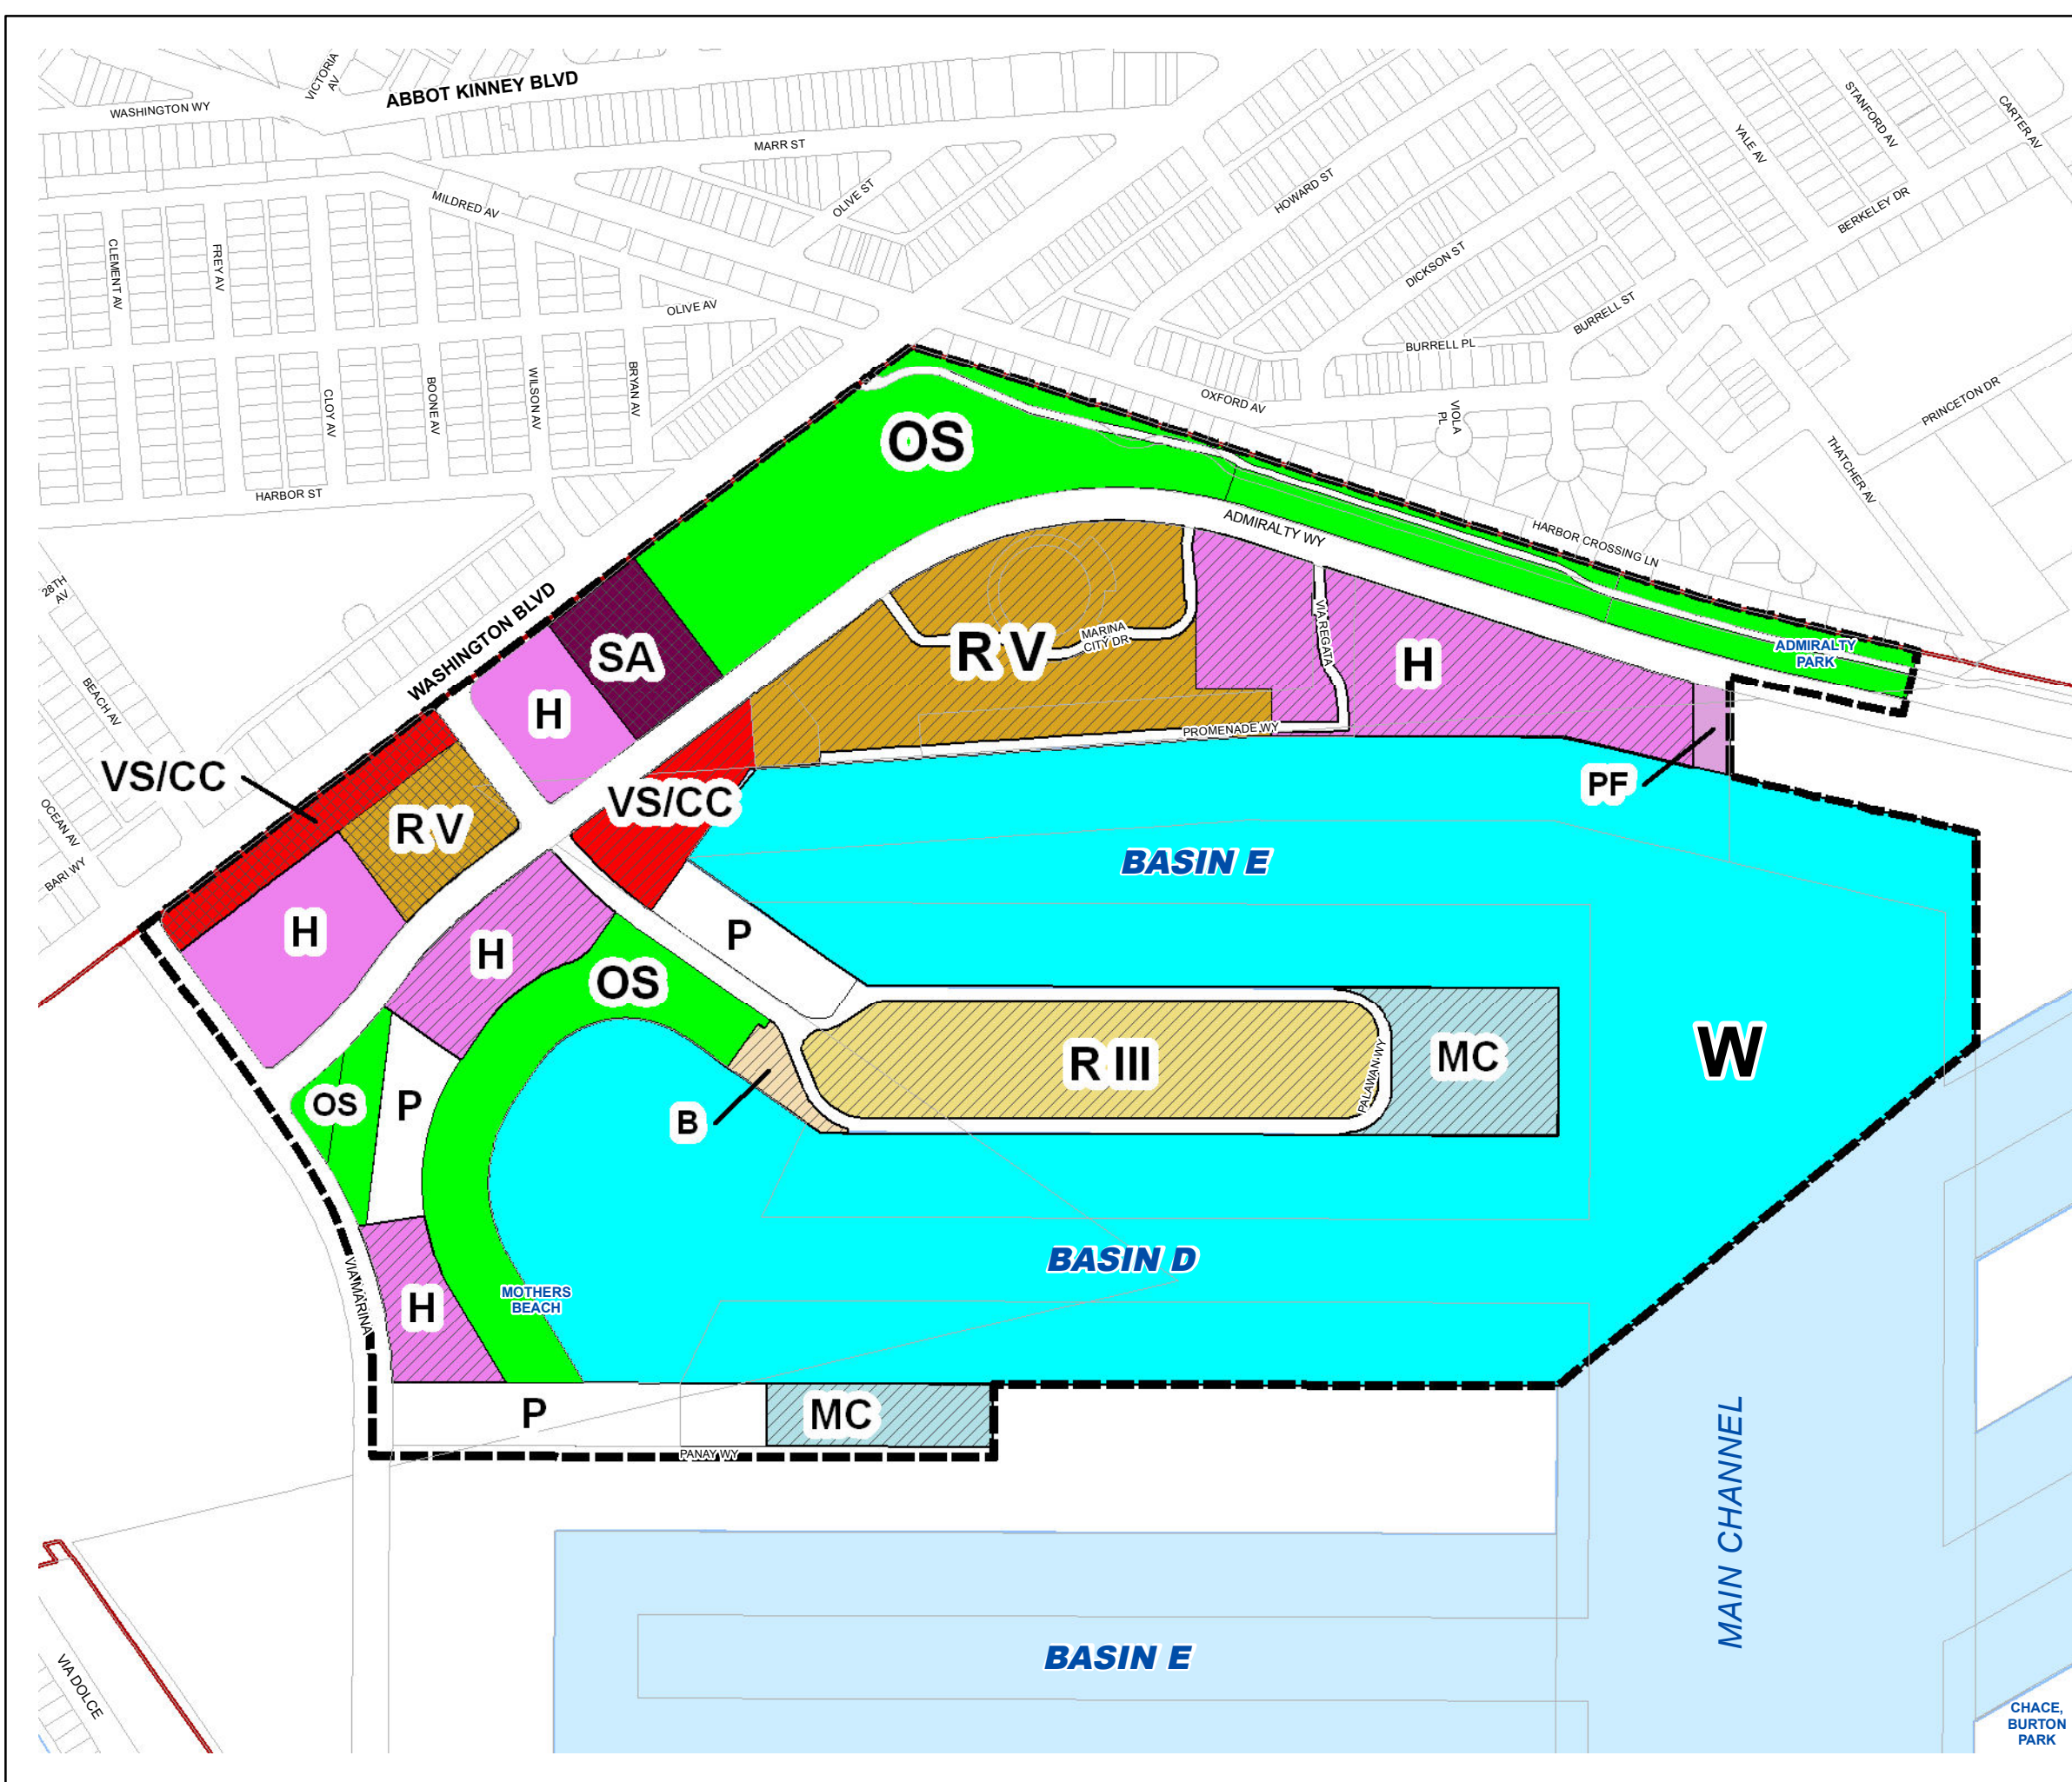 VICTORIA
AV
ABBOT KINNEY BLVD
WASHINGTON WY
STANFORD AV
CARTER AV
YALE AV
MARR ST
OLIVE ST
HOWARD ST
MILDRED AV
BERKELEY DR
CLEMENT AV
FREY AV
DICKSON ST
OLIVE AV
BURRELL ST
BURRELL PL
CLOY AV
BOONE AV
WILSON AV
BRYAN AV
OXFORD AV
VIOLA
PL
PRINCETON DR
OS
THATCHER AV
HARBOR ST
ADMIRALTY WY
HARBOR CROSSING LN
28TH
AV
WASHINGTON BLVD
SA
R V
MARINA
CITY DR
VIA REGATA
H
ADMIRALTY
PARK
BEACH AV
H
PROMENADE WY
VS/CC
VS/CC
PF
OCEAN AV
R V
BARI WY
BASIN E
H
H
P
OS
W
R III
PALAWAN WY
MC
OS
P
B
BASIN D
VIA MARINA
H
MOTHERS
BEACH
P
MC
PANAY WY
MAIN CHANNEL
BASIN E
VIA DOLCE
CHACE,
BURTON
PARK